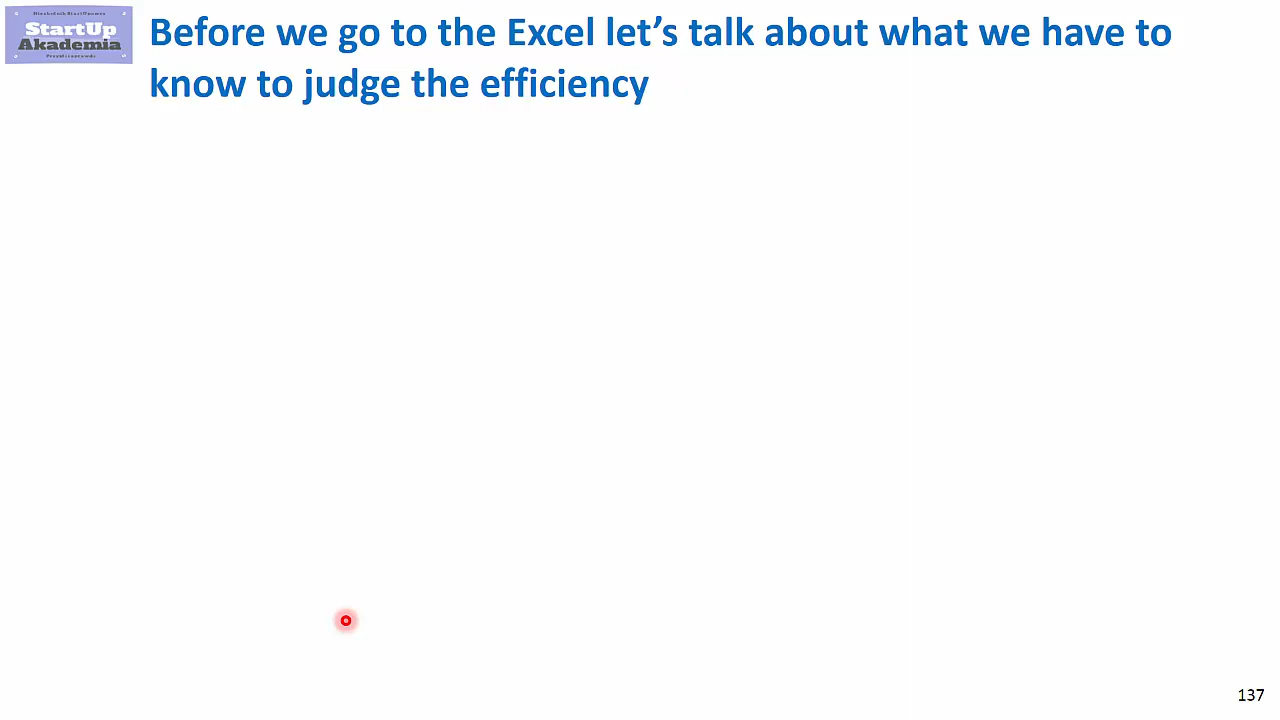 StartUp
Akademia
Before we go to the Excel let’s talk about what we have to
know to judge the efficiency
137